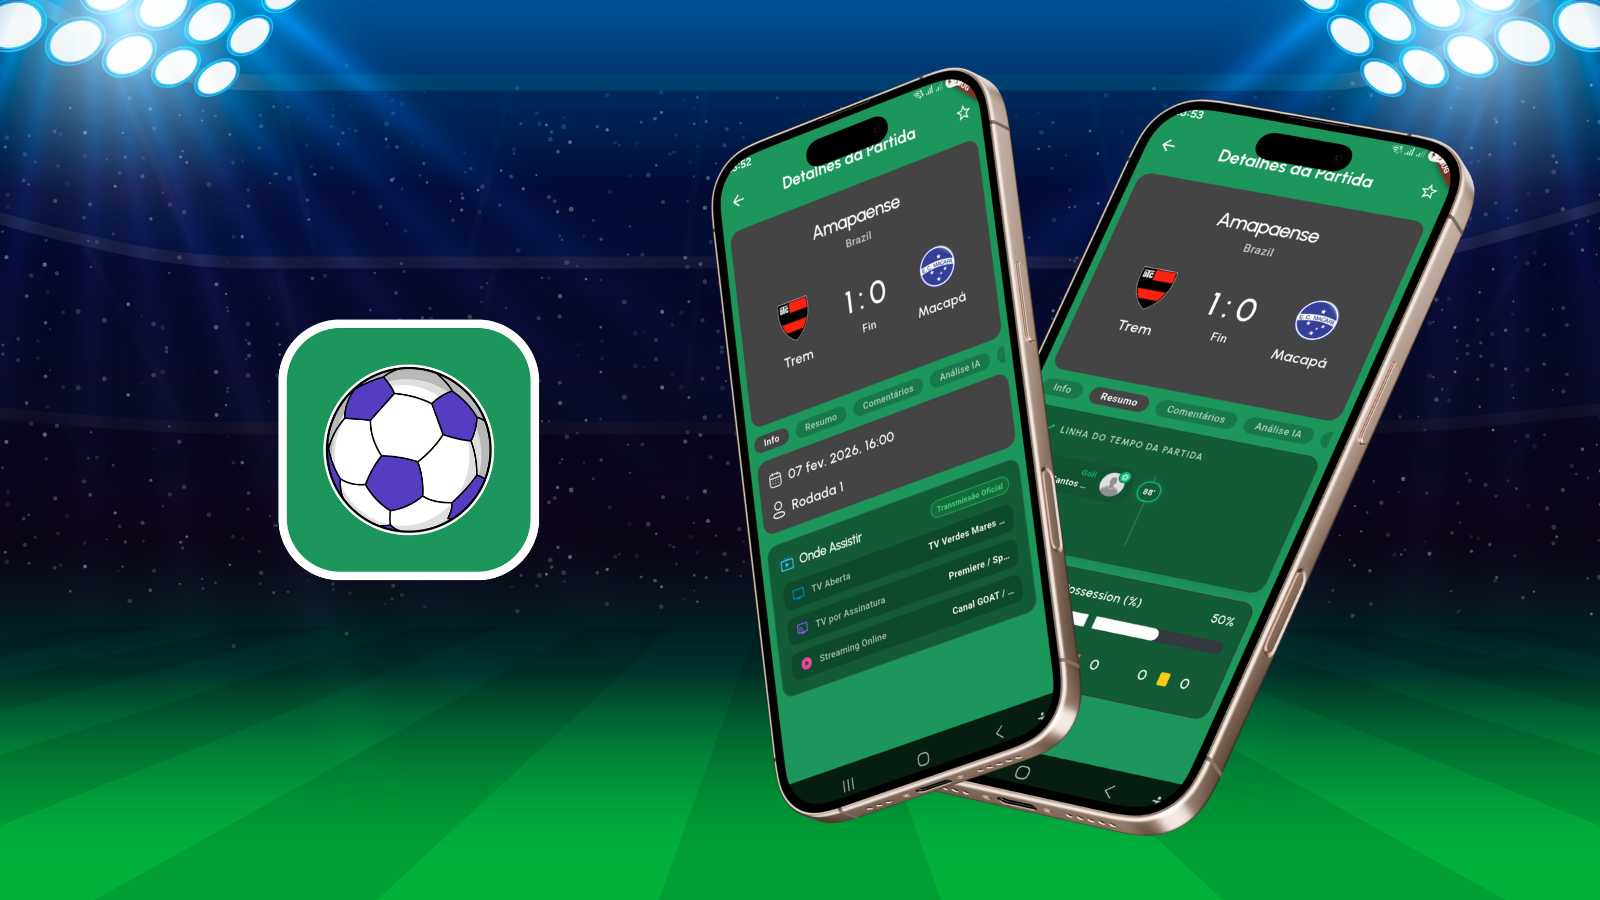 Detalhes da Partida
Amapaense
Brazil
1:0
Fin
Trem
Macapá
Info
Resumo
Comentários
Análise IA
07 fev. 2026, 16:00
Rodada 1
Onde Assistir
Transmissão Oficial
TV Aberta
TV Verdes Mares ...
TV por Assinatura
Premiere / Sp...
Streaming Online
Canal GOAT / ...
:53
Detalhes da Partida
Amapaense
Brazil
1:0
Fin
Trem
Macapá
Info
Resumo
Comentários
Análise IA
LINHA DO TEMPO DA PARTIDA
Gol!
antos ...
88'
ossession (%)
50%
0
0
0